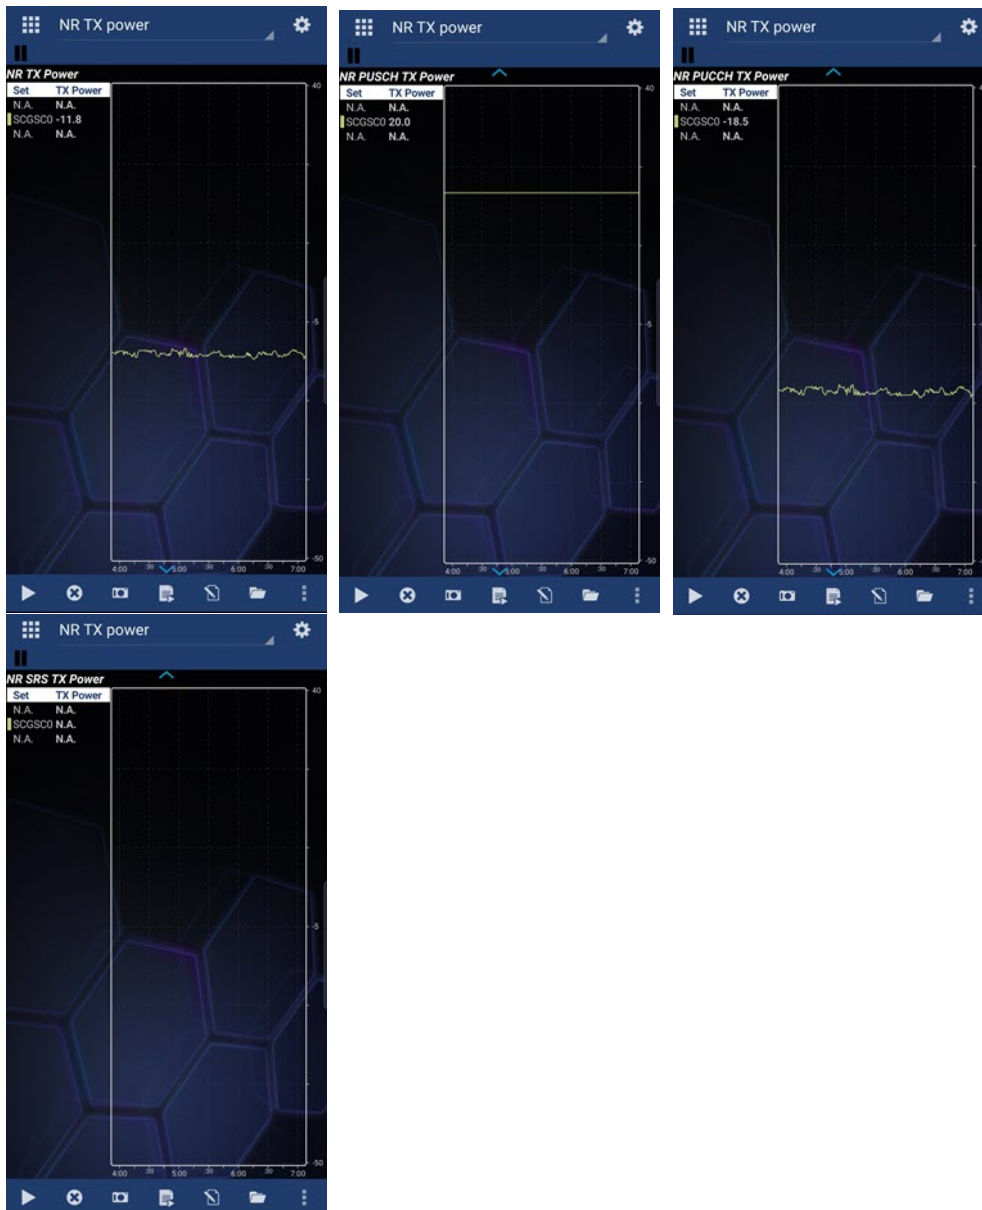 NR TX power
NR TX Power
Set TX Power
N.A. N.A.
SCGSC0 -11.8
N.A. N.A.
40
-5
-50
4:00 :30 5:00 :30 6:00 :30 7:00
NR TX power
NR PUSCH TX Power
Set TX Power
N.A. N.A.
SCGSC0 20.0
N.A. N.A.
40
-5
-50
4:00 :30 5:00 :30 6:00 :30 7:00
NR TX power
NR PUCCH TX Power
Set TX Power
N.A. N.A.
SCGSC0 -18.5
N.A. N.A.
4:00 5:00 :30 6:00 :30 7:00
NR TX power
NR SRS TX Power
Set TX Power
N.A. N.A.
SCGSC0 N.A.
N.A. N.A.
40
-5
-50
4:00 :30 5:00 :30 6:00 :30 7:00